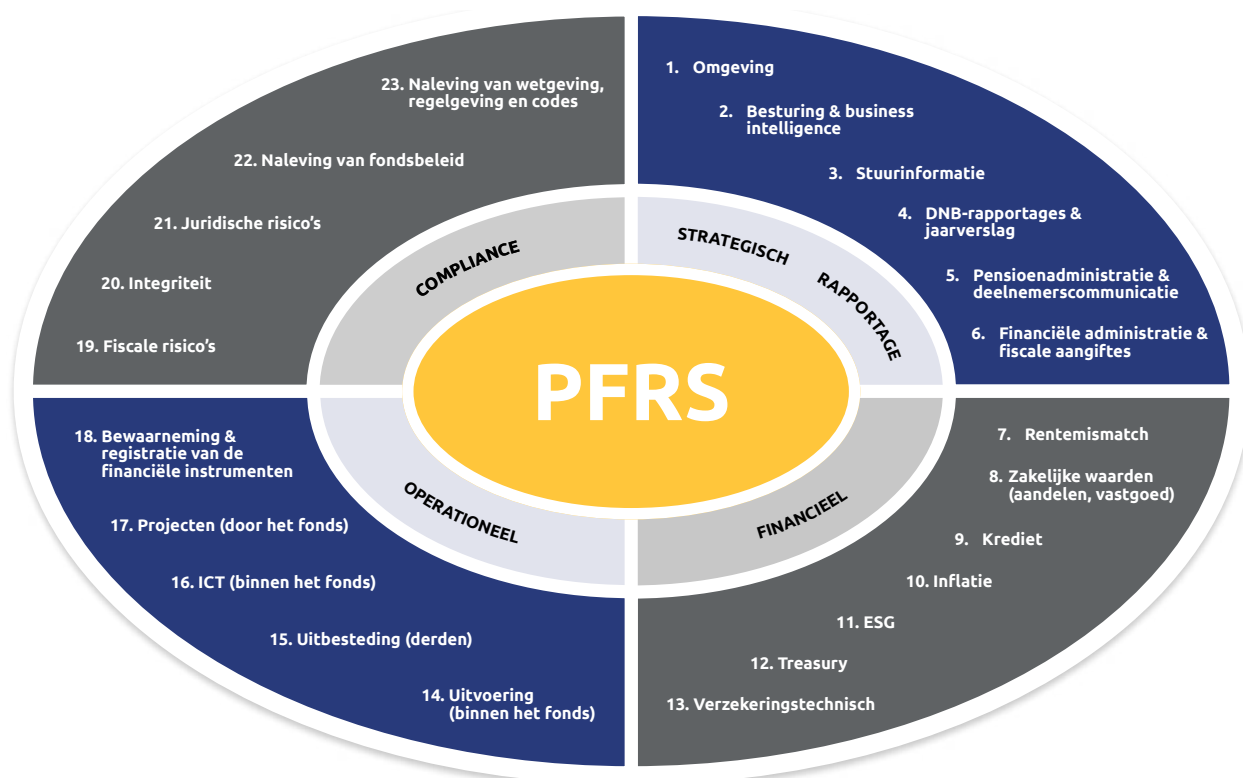 PFRS
STRATEGISCH
RAPPORTAGE
1. Omgeving
2. Besturing & business
intelligence
3. Stuurinformatie
4. DNB-rapportages &
jaarverslag
5. Pensioenadministratie &
deelnemerscommunicatie
6. Financiële administratie &
fiscale aangiftes
FINANCIEEL
7. Rentemismatch
8. Zakelijke waarden
(aandelen, vastgoed)
9. Krediet
10. Inflatie
11. ESG
12. Treasury
13. Verzekeringstechnisch
OPERATIONEEL
14. Uitvoering
(binnen het fonds)
15. Uitbesteding (derden)
16. ICT (binnen het fonds)
17. Projecten (door het fonds)
18. Bewaarneming &
registratie van de
financiële instrumenten
COMPLIANCE
19. Fiscale risico’s
20. Integriteit
21. Juridische risico’s
22. Naleving van fondsbeleid
23. Naleving van wetgeving,
regelgeving en codes